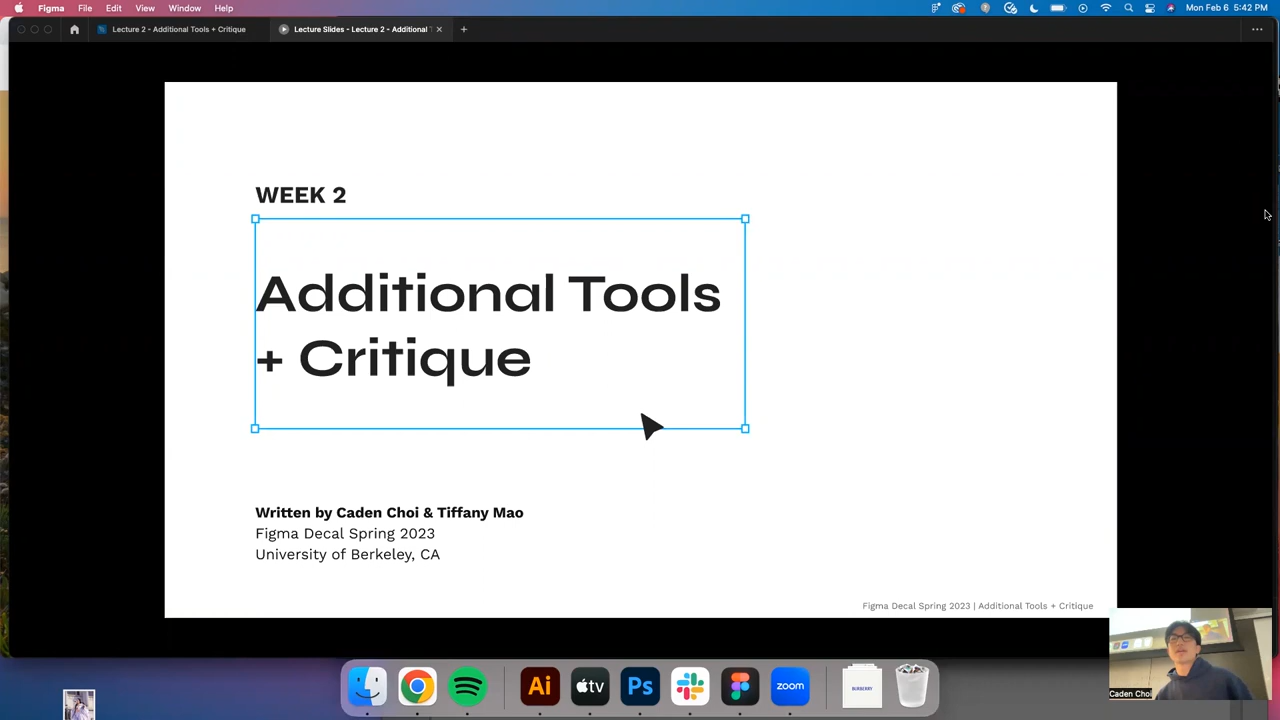 Figma File Edit View Window Help
Mon Feb 6 5:42 PM
Lecture 2 - Additional Tools + Critique
Lecture Slides - Lecture 2 - Additional T
WEEK 2
Additional Tools
+ Critique
Written by Caden Choi & Tiffany Mao
Figma Decal Spring 2023
University of Berkeley, CA
Figma Decal Spring 2023 | Additional Tools + Critique
Caden Choi
Ai
tv
Ps
zoom
BURBERRY